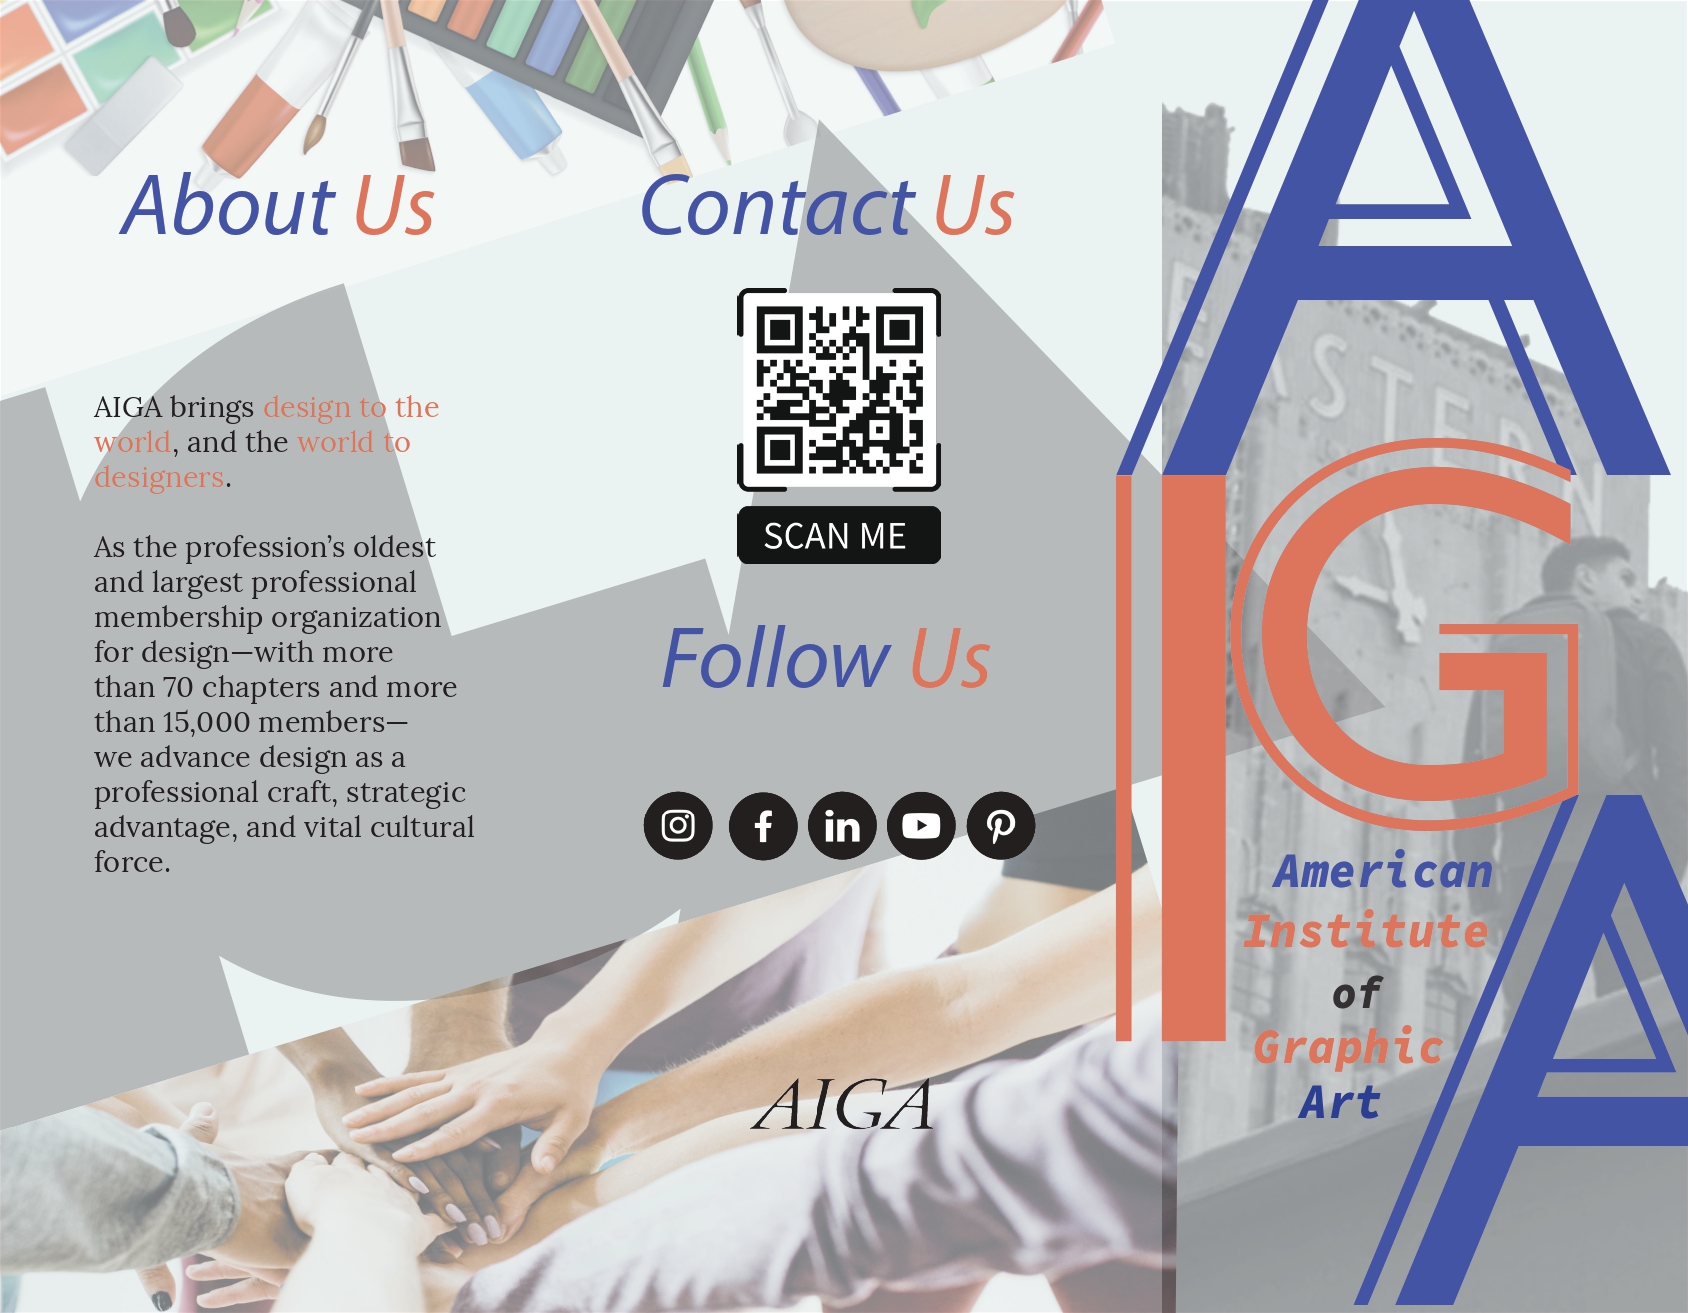 About Us
AIGA brings design to the
world, and the world to
designers.
As the profession’s oldest
and largest professional
membership organization
for design—with more
than 70 chapters and more
than 15,000 members—
we advance design as a
professional craft, strategic
advantage, and vital cultural
force.
Contact Us
SCAN ME
Follow Us
in
AIGA
A
I
G
A
EASTERN
American
Institute
of
Graphic
Art